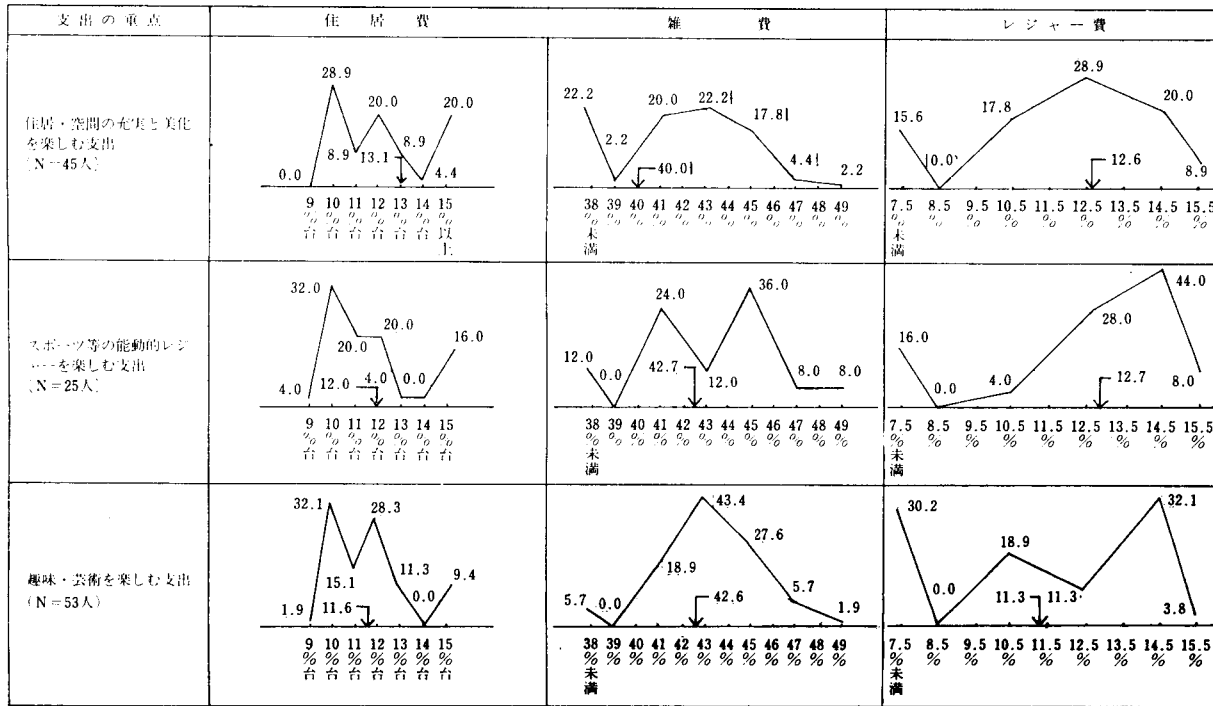 支出の重点 住居費 雑費 レジャー費
住居・空間の充実と美化
を楽しむ支出
(N=45人)
0.0 28.9 8.9 20.0 13.1 8.9 4.4 20.0
9%台 10%台 11%台 12%台 13%台 14%台 15%以上
22.2 2.2 40.0 20.0 22.2 17.8 4.4 2.2
38%未満 39% 40% 41% 42% 43% 44% 45% 46% 47% 48% 49%
15.6 0.0 17.8 28.9 12.6 20.0 8.9
7.5%未満 8.5% 9.5% 10.5% 11.5% 12.5% 13.5% 14.5% 15.5%
スポーツ等の能動的レジ
ャーを楽しむ支出
(N=25人)
4.0 32.0 20.0 12.0 20.0 4.0 0.0 16.0
9%台 10%台 11%台 12%台 13%台 14%台 15%台
12.0 0.0 24.0 42.7 12.0 36.0 8.0 8.0
38%未満 39% 40% 41% 42% 43% 44% 45% 46% 47% 48% 49%
16.0 0.0 4.0 28.0 12.7 44.0 8.0
7.5%未満 8.5% 9.5% 10.5% 11.5% 12.5% 13.5% 14.5% 15.5%
趣味・芸術を楽しむ支出
(N=53人)
1.9 32.1 15.1 11.6 28.3 11.3 0.0 9.4
9%台 10%台 11%台 12%台 13%台 14%台 15%台
5.7 0.0 18.9 42.6 43.4 27.6 5.7 1.9
38%未満 39% 40% 41% 42% 43% 44% 45% 46% 47% 48% 49%
30.2 0.0 18.9 11.3 11.3 32.1 3.8
7.5%未満 8.5% 9.5% 10.5% 11.5% 12.5% 13.5% 14.5% 15.5%